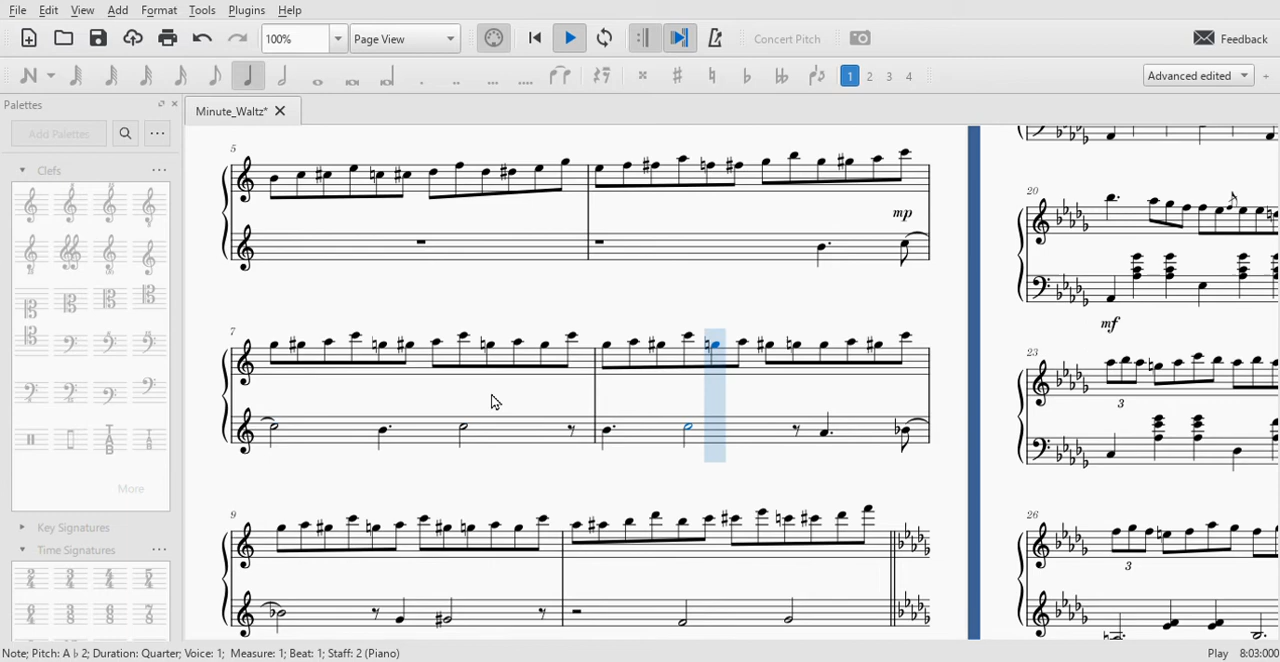 File Edit View Add Format Tools Plugins Help
100% Page View Concert Pitch Feedback
1 2 3 4 Advanced edited +
Palettes Minute_Waltz*
Add Palettes ...
Clefs ...
More
Key Signatures
Time Signatures ...
5
mp
7
9
20
mf
23
3
26
3
Note; Pitch: A♭2; Duration: Quarter; Voice: 1; Measure: 1; Beat: 1; Staff: 2 (Piano) Play 8:03:000